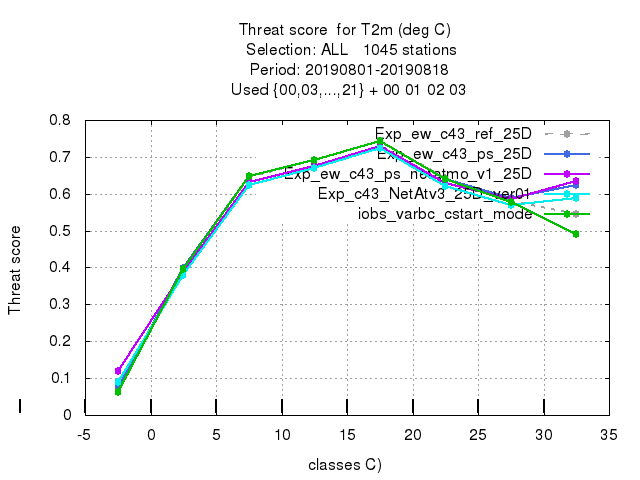 Threat score for T2m (deg C)
Selection: ALL 1045 stations
Period: 20190801-20190818
Used {00,03,...,21} + 00 01 02 03
Threat score
0.8
0.7
0.6
0.5
0.4
0.3
0.2
0.1
0
Exp_ew_c43_ref_25D
Exp_ew_c43_ps_25D
Exp_ew_c43_ps_netatmo_v1_25D
Exp_c43_NetAtv3_25D_ver01
iobs_varbc_cstart_mode
-5 0 5 10 15 20 25 30 35
classes C)